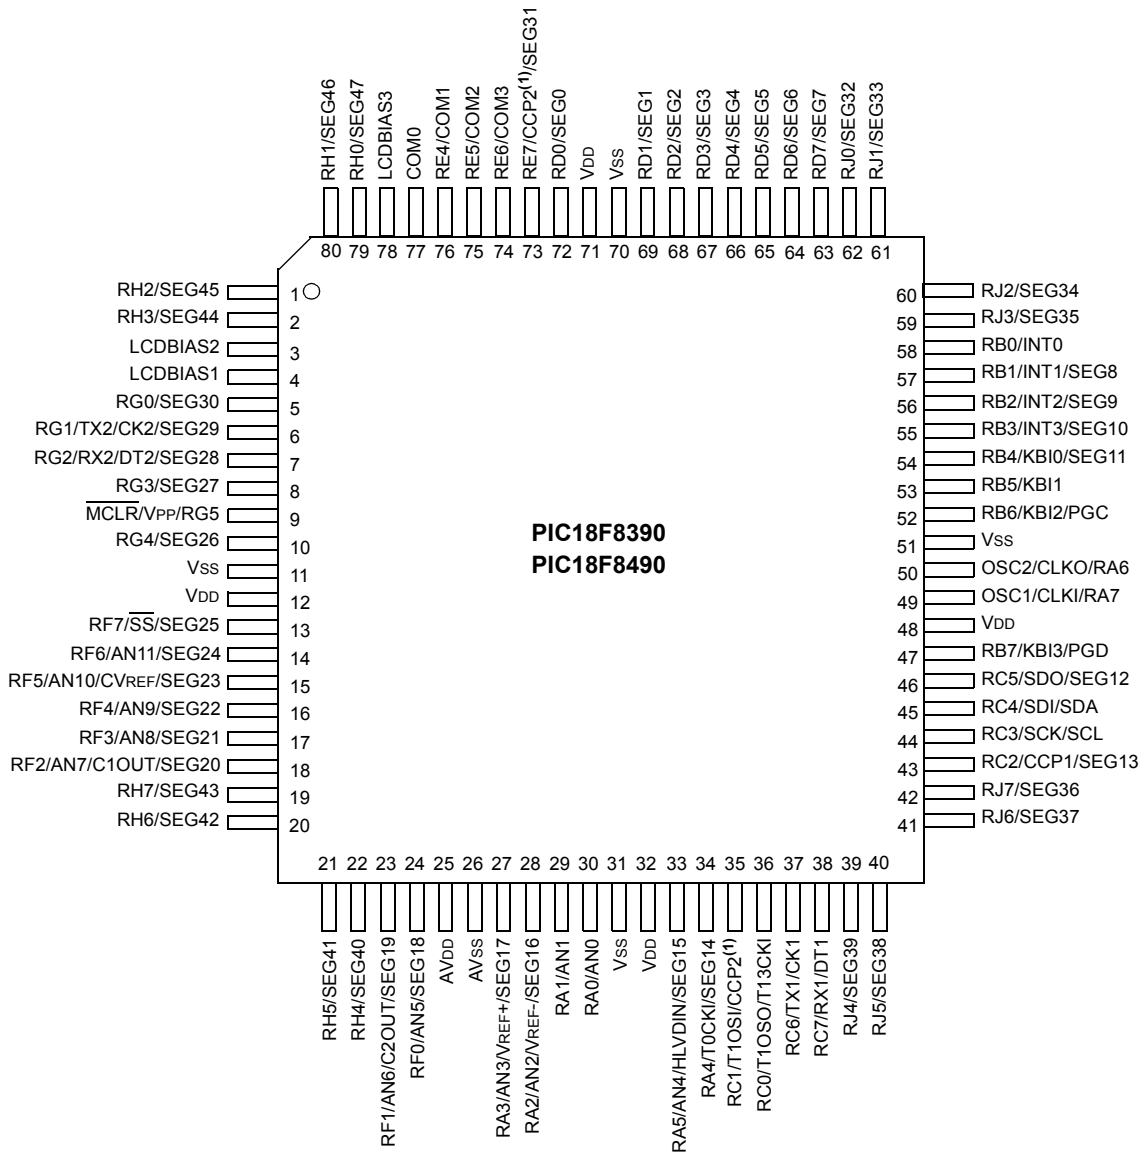 RH1/SEG46
RH0/SEG47
LCDBIAS3
COM0
RE4/COM1
RE5/COM2
RE6/COM3
RE7/CCP2(1)/SEG31
RD0/SEG0
VDD
VSS
RD1/SEG1
RD2/SEG2
RD3/SEG3
RD4/SEG4
RD5/SEG5
RD6/SEG6
RD7/SEG7
RJ0/SEG32
RJ1/SEG33
80 79 78 77 76 75 74 73 72 71 70 69 68 67 66 65 64 63 62 61
RH2/SEG45 1
RH3/SEG44 2
LCDBIAS2 3
LCDBIAS1 4
RG0/SEG30 5
RG1/TX2/CK2/SEG29 6
RG2/RX2/DT2/SEG28 7
RG3/SEG27 8
MCLR/VPP/RG5 9
RG4/SEG26 10
VSS 11
VDD 12
RF7/SS/SEG25 13
RF6/AN11/SEG24 14
RF5/AN10/CVREF/SEG23 15
RF4/AN9/SEG22 16
RF3/AN8/SEG21 17
RF2/AN7/C1OUT/SEG20 18
RH7/SEG43 19
RH6/SEG42 20
PIC18F8390
PIC18F8490
60 RJ2/SEG34
59 RJ3/SEG35
58 RB0/INT0
57 RB1/INT1/SEG8
56 RB2/INT2/SEG9
55 RB3/INT3/SEG10
54 RB4/KBI0/SEG11
53 RB5/KBI1
52 RB6/KBI2/PGC
51 VSS
50 OSC2/CLKO/RA6
49 OSC1/CLKI/RA7
48 VDD
47 RB7/KBI3/PGD
46 RC5/SDO/SEG12
45 RC4/SDI/SDA
44 RC3/SCK/SCL
43 RC2/CCP1/SEG13
42 RJ7/SEG36
41 RJ6/SEG37
21 22 23 24 25 26 27 28 29 30 31 32 33 34 35 36 37 38 39 40
RH5/SEG41
RH4/SEG40
RF1/AN6/C2OUT/SEG19
RF0/AN5/SEG18
AVDD
AVSS
RA3/AN3/VREF+/SEG17
RA2/AN2/VREF-/SEG16
RA1/AN1
RA0/AN0
VSS
VDD
RA5/AN4/HLVDIN/SEG15
RA4/T0CKI/SEG14
RC1/T1OSI/CCP2(1)
RC0/T1OSO/T13CKI
RC6/TX1/CK1
RC7/RX1/DT1
RJ4/SEG39
RJ5/SEG38